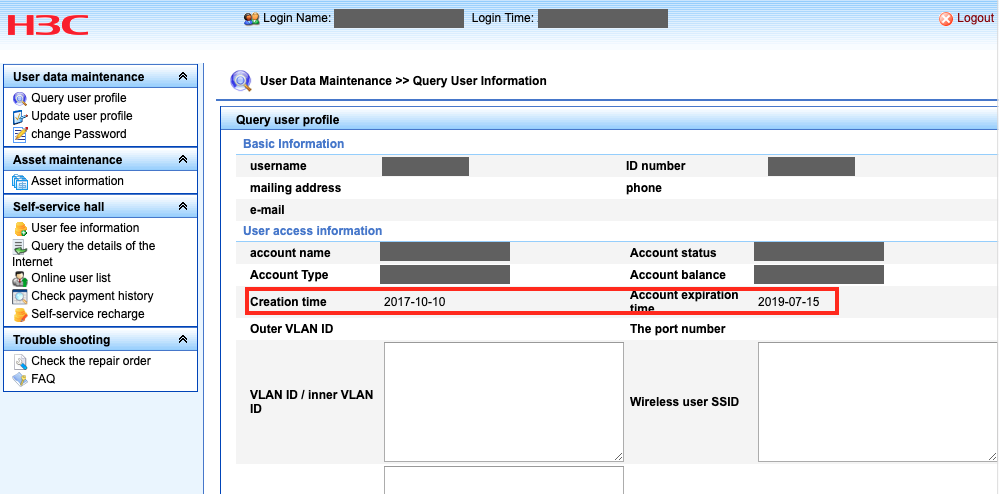 H3C
Login Name:
Login Time:
Logout
User data maintenance
Query user profile
Update user profile
change Password
Asset maintenance
Asset information
Self-service hall
User fee information
Query the details of the
Internet
Online user list
Check payment history
Self-service recharge
Trouble shooting
Check the repair order
FAQ
User Data Maintenance >> Query User Information
Query user profile
Basic Information
username
ID number
mailing address
phone
e-mail
User access information
account name
Account status
Account Type
Account balance
Creation time
2017-10-10
Account expiration
time
2019-07-15
Outer VLAN ID
The port number
VLAN ID / inner VLAN
ID
Wireless user SSID